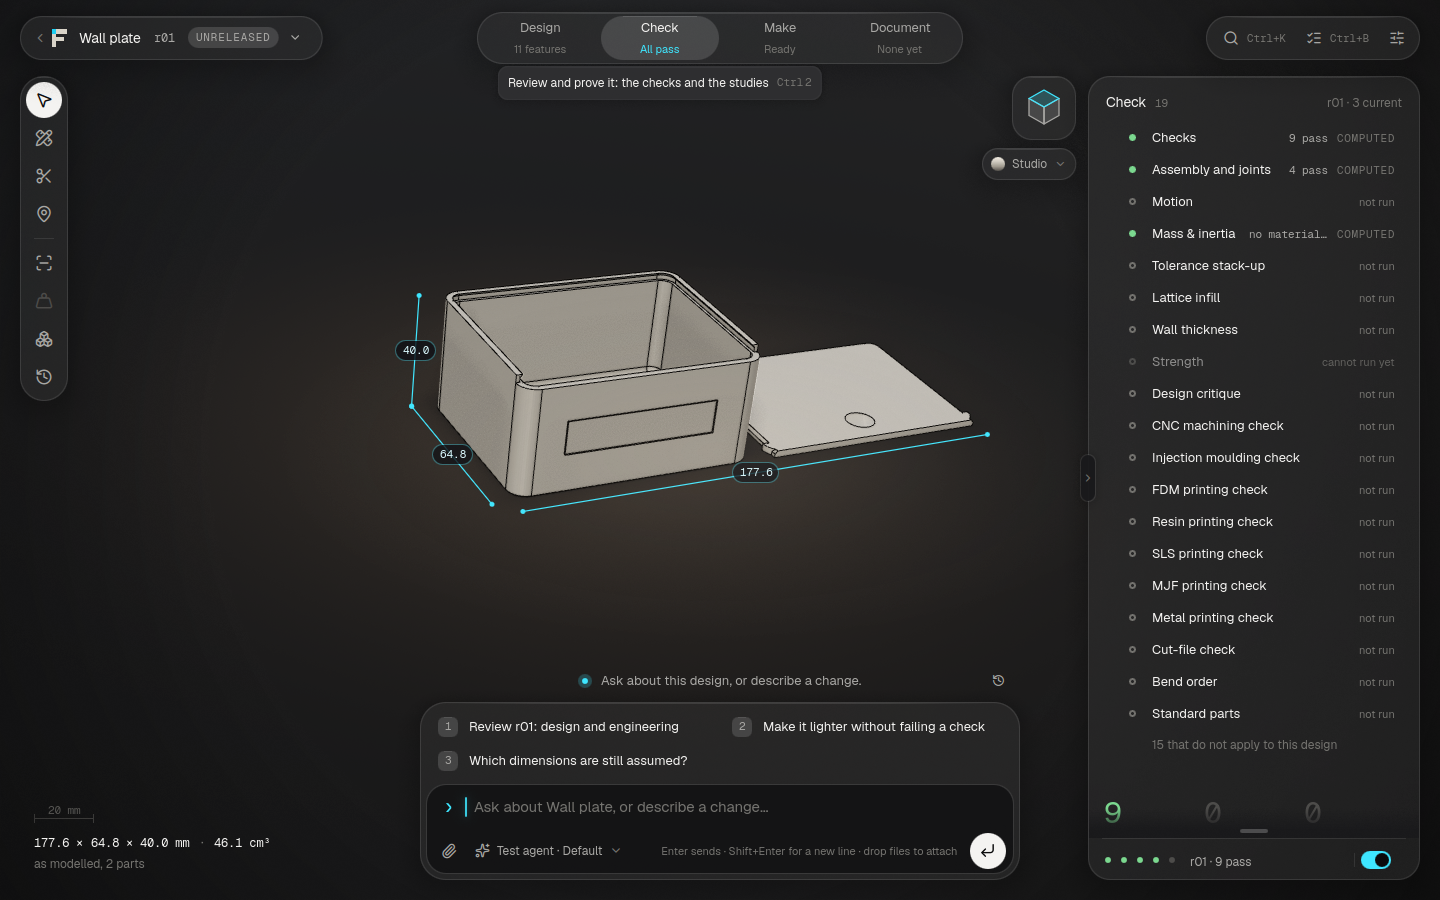 Wall plate r01 UNRELEASED
Design
11 features
Check
All pass
Make
Ready
Document
None yet
Ctrl+K
Ctrl+B
Review and prove it: the checks and the studies Ctrl 2
Studio
40.0
64.8
177.6
Check 19 r01 · 3 current
Checks 9 pass COMPUTED
Assembly and joints 4 pass COMPUTED
Motion not run
Mass & inertia no material… COMPUTED
Tolerance stack-up not run
Lattice infill not run
Wall thickness not run
Strength cannot run yet
Design critique not run
CNC machining check not run
Injection moulding check not run
FDM printing check not run
Resin printing check not run
SLS printing check not run
MJF printing check not run
Metal printing check not run
Cut-file check not run
Bend order not run
Standard parts not run
15 that do not apply to this design
9 0 0
r01 · 9 pass
Ask about this design, or describe a change.
1 Review r01: design and engineering
2 Make it lighter without failing a check
3 Which dimensions are still assumed?
Ask about Wall plate, or describe a change...
Test agent · Default
Enter sends · Shift+Enter for a new line · drop files to attach
20 mm
177.6 × 64.8 × 40.0 mm · 46.1 cm³
as modelled, 2 parts